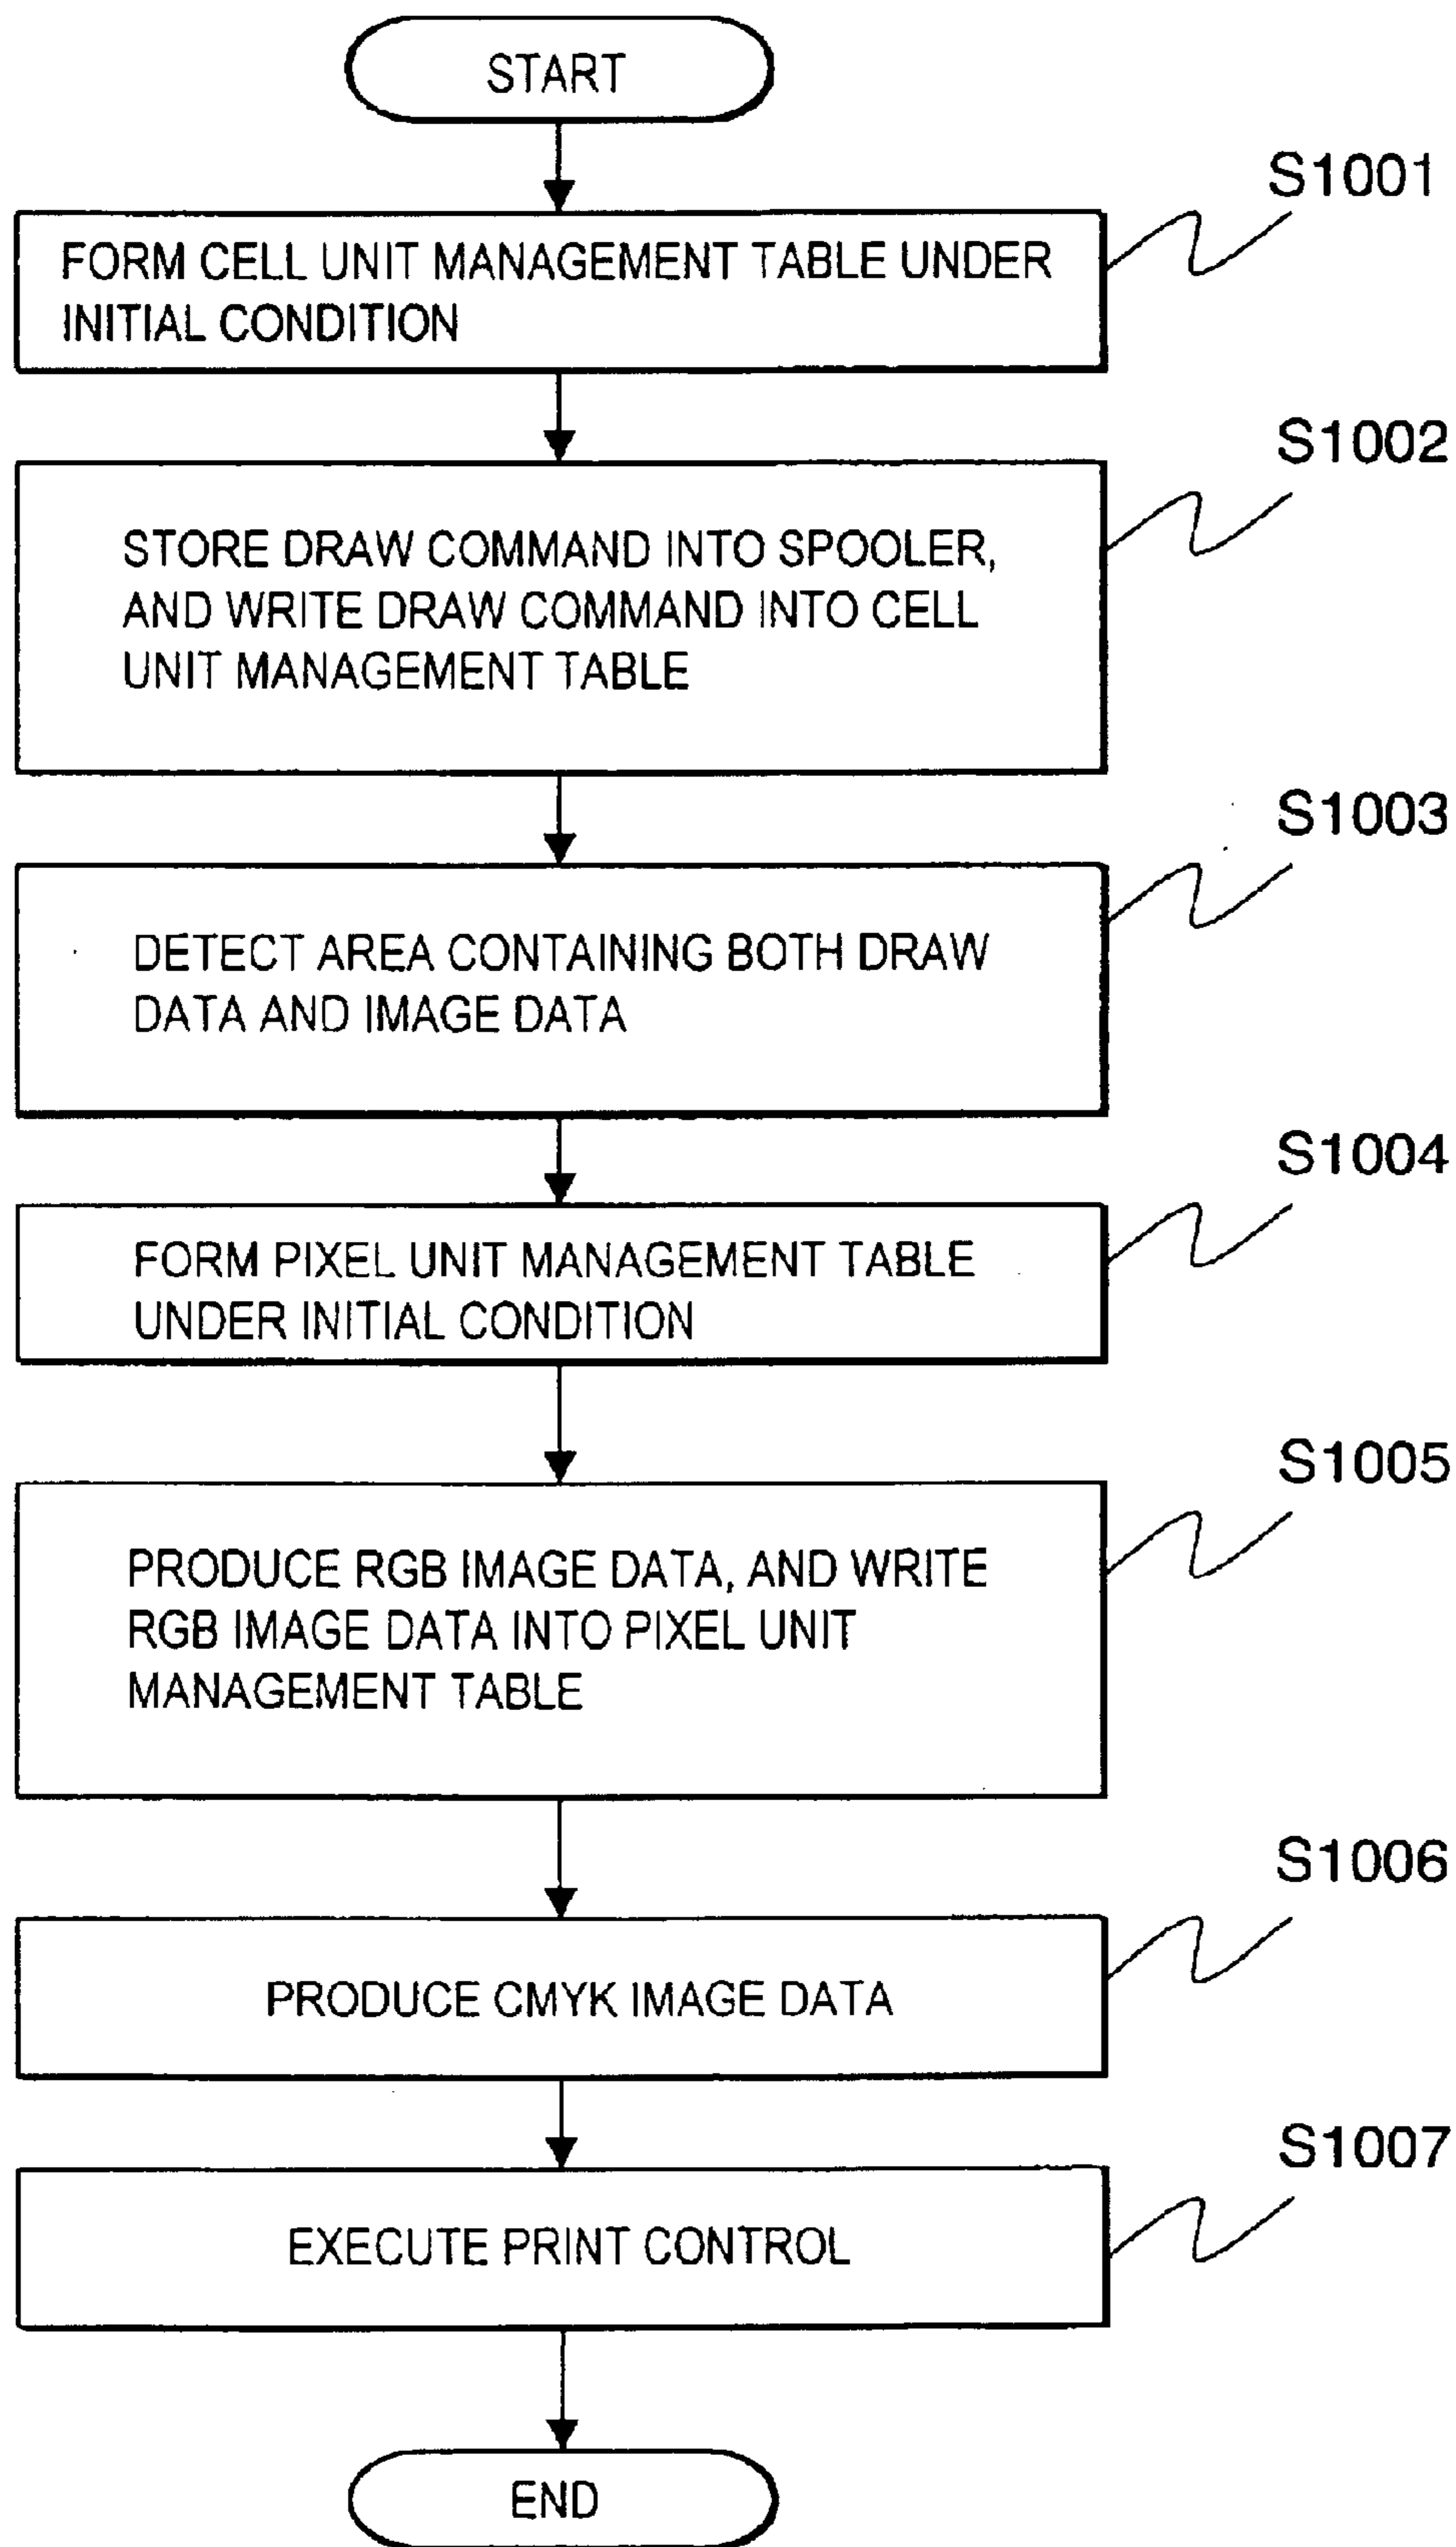 START
S1001
FORM CELL UNIT MANAGEMENT TABLE UNDER
INITIAL CONDITION
S1002
STORE DRAW COMMAND INTO SPOOLER,
AND WRITE DRAW COMMAND INTO CELL
UNIT MANAGEMENT TABLE
S1003
DETECT AREA CONTAINING BOTH DRAW
DATA AND IMAGE DATA
S1004
FORM PIXEL UNIT MANAGEMENT TABLE
UNDER INITIAL CONDITION
S1005
PRODUCE RGB IMAGE DATA, AND WRITE
RGB IMAGE DATA INTO PIXEL UNIT
MANAGEMENT TABLE
S1006
PRODUCE CMYK IMAGE DATA
S1007
EXECUTE PRINT CONTROL
END